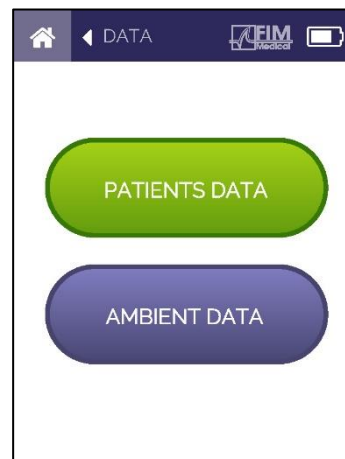 DATA
FIM
Medical
PATIENTS DATA
AMBIENT DATA